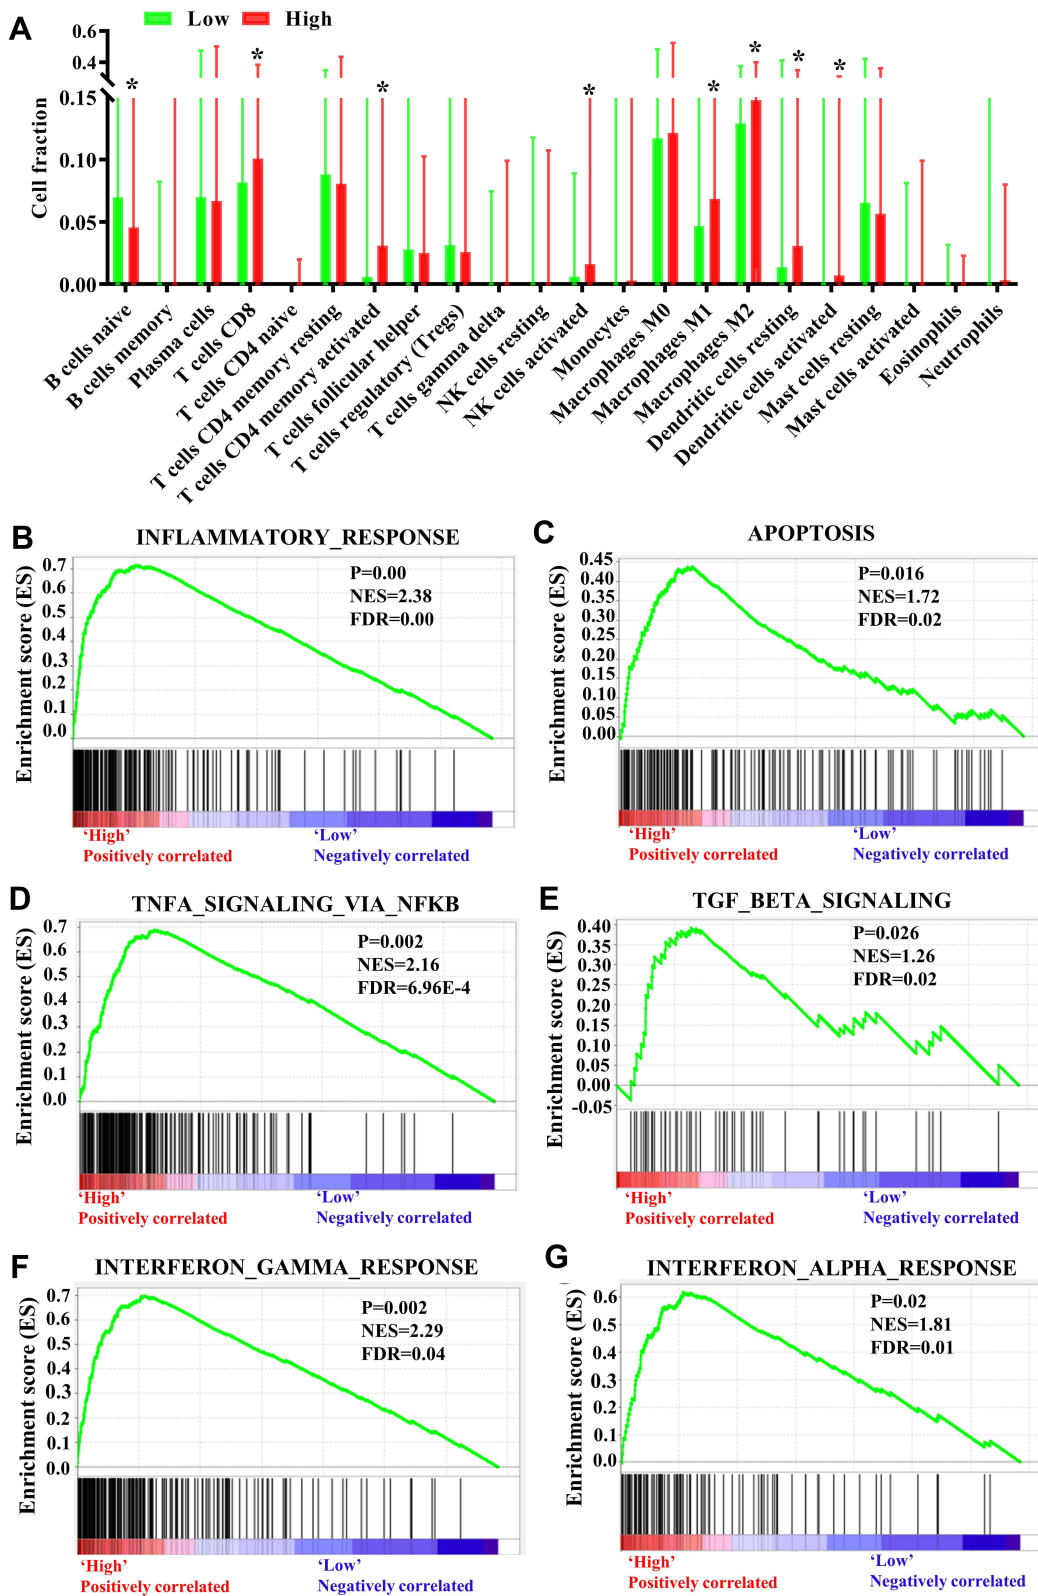 A
Low
High
Cell fraction
0.6
0.4
0.15
0.10
0.05
0.00
*
*
*
*
*
*
*
*
B cells naive
B cells memory
Plasma cells
T cells CD8
T cells CD4 naive
T cells CD4 memory resting
T cells CD4 memory activated
T cells follicular helper
T cells regulatory (Tregs)
T cells gamma delta
NK cells resting
NK cells activated
Monocytes
Macrophages M0
Macrophages M1
Macrophages M2
Dendritic cells resting
Dendritic cells activated
Mast cells resting
Mast cells activated
Eosinophils
Neutrophils
B
INFLAMMATORY_RESPONSE
Enrichment score (ES)
0.7
0.6
0.5
0.4
0.3
0.2
0.1
0.0
P=0.00
NES=2.38
FDR=0.00
‘High’
‘Low’
Positively correlated
Negatively correlated
C
APOPTOSIS
Enrichment score (ES)
0.45
0.40
0.35
0.30
0.25
0.20
0.15
0.10
0.05
0.00
P=0.016
NES=1.72
FDR=0.02
‘High’
‘Low’
Positively correlated
Negatively correlated
D
TNFA_SIGNALING_VIA_NFKB
Enrichment score (ES)
0.7
0.6
0.5
0.4
0.3
0.2
0.1
0.0
P=0.002
NES=2.16
FDR=6.96E-4
‘High’
‘Low’
Positively correlated
Negatively correlated
E
TGF_BETA_SIGNALING
Enrichment score (ES)
0.40
0.35
0.30
0.25
0.20
0.15
0.10
0.05
0.00
-0.05
P=0.026
NES=1.26
FDR=0.02
‘High’
‘Low’
Positively correlated
Negatively correlated
F
INTERFERON_GAMMA_RESPONSE
Enrichment score (ES)
0.7
0.6
0.5
0.4
0.3
0.2
0.1
0.0
P=0.002
NES=2.29
FDR=0.04
‘High’
‘Low’
Positively correlated
Negatively correlated
G
INTERFERON_ALPHA_RESPONSE
Enrichment score (ES)
0.6
0.5
0.4
0.3
0.2
0.1
0.0
P=0.02
NES=1.81
FDR=0.01
‘High’
‘Low’
Positively correlated
Negatively correlated